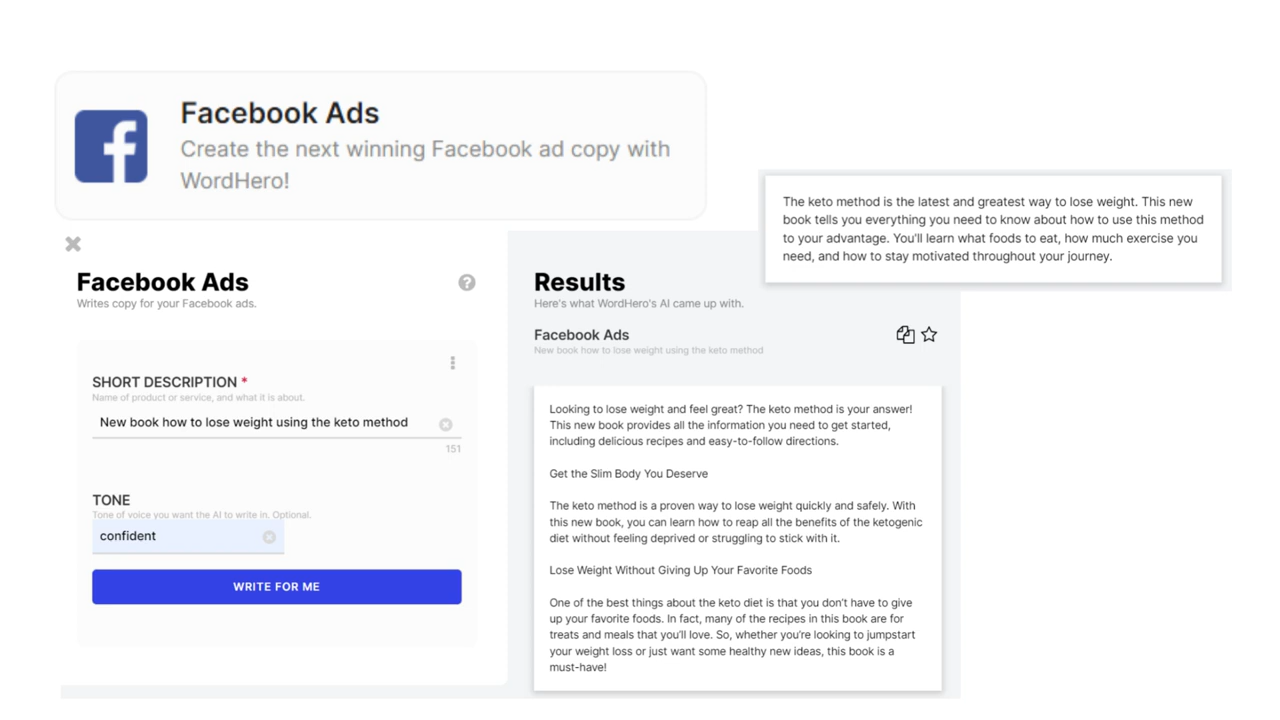 Facebook Ads
Create the next winning Facebook ad copy with
WordHero!
The keto method is the latest and greatest way to lose weight. This new
book tells you everything you need to know about how to use this method
to your advantage. You'll learn what foods to eat, how much exercise you
need, and how to stay motivated throughout your journey.
Facebook Ads
Writes copy for your Facebook ads.
SHORT DESCRIPTION *
Name of product or service, and what it is about.
New book how to lose weight using the keto method
151
TONE
Tone of voice you want the AI to write in. Optional.
confident
WRITE FOR ME
Results
Here's what WordHero's AI came up with.
Facebook Ads
New book how to lose weight using the keto method
Looking to lose weight and feel great? The keto method is your answer!
This new book provides all the information you need to get started,
including delicious recipes and easy-to-follow directions.
Get the Slim Body You Deserve
The keto method is a proven way to lose weight quickly and safely. With
this new book, you can learn how to reap all the benefits of the ketogenic
diet without feeling deprived or struggling to stick with it.
Lose Weight Without Giving Up Your Favorite Foods
One of the best things about the keto diet is that you don't have to give
up your favorite foods. In fact, many of the recipes in this book are for
treats and meals that you'll love. So, whether you're looking to jumpstart
your weight loss or just want some healthy new ideas, this book is a
must-have!